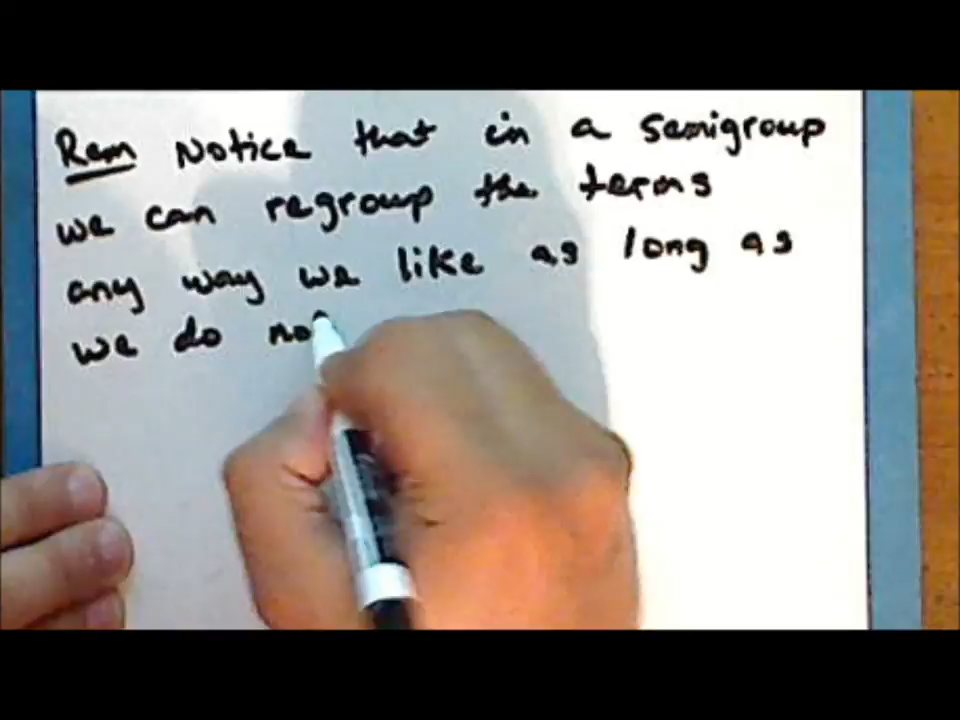 Rem Notice that in a semigroup
we can regroup the terms
any way we like as long as
we do no